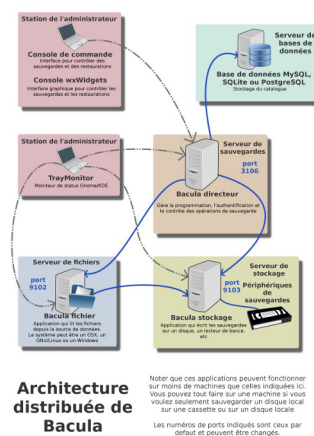 Station de l'administrateur
Console de commande
Interface pour contrôler des
sauvegardes et des restaurations
Console wxWidgets
Interface graphique pour contrôler les
sauvegardes et les restaurations
Serveur de
bases de
données
Base de données MySQL,
SQLite ou PostgreSQL
Stockage du catalogue
Station de l'administrateur
TrayMonitor
Moniteur de status Gnome/KDE
Serveur de
sauvegardes
port
3106
Bacula directeur
Gère la programmation, l'authentification et
le contrôle des opérations de sauvegarde
Serveur de fichiers
port
9102
Bacula fichier
Application qui lit les fichiers
depuis le source de données.
Le système peut être un OSX, un
GNU/Linux ou un Windows
Serveur de
stockage
Périphériques
de
sauvegardes
port
9103
Bacula stockage
Application qui écrit les sauvegardes
sur un disque, un lecteur de bance,
etc
Architecture
distribuée de
Bacula
Noter que ces applications peuvent fonctionner
sur moins de machines que celles indiquées ici.
Vous pouvez tout faire sur une machine si vous
voulez seulement sauvegarder un disque local
sur une cassette ou sur un disque locale
Les numéros de ports indiqués sont ceux par
defaut et peuvent être changés.